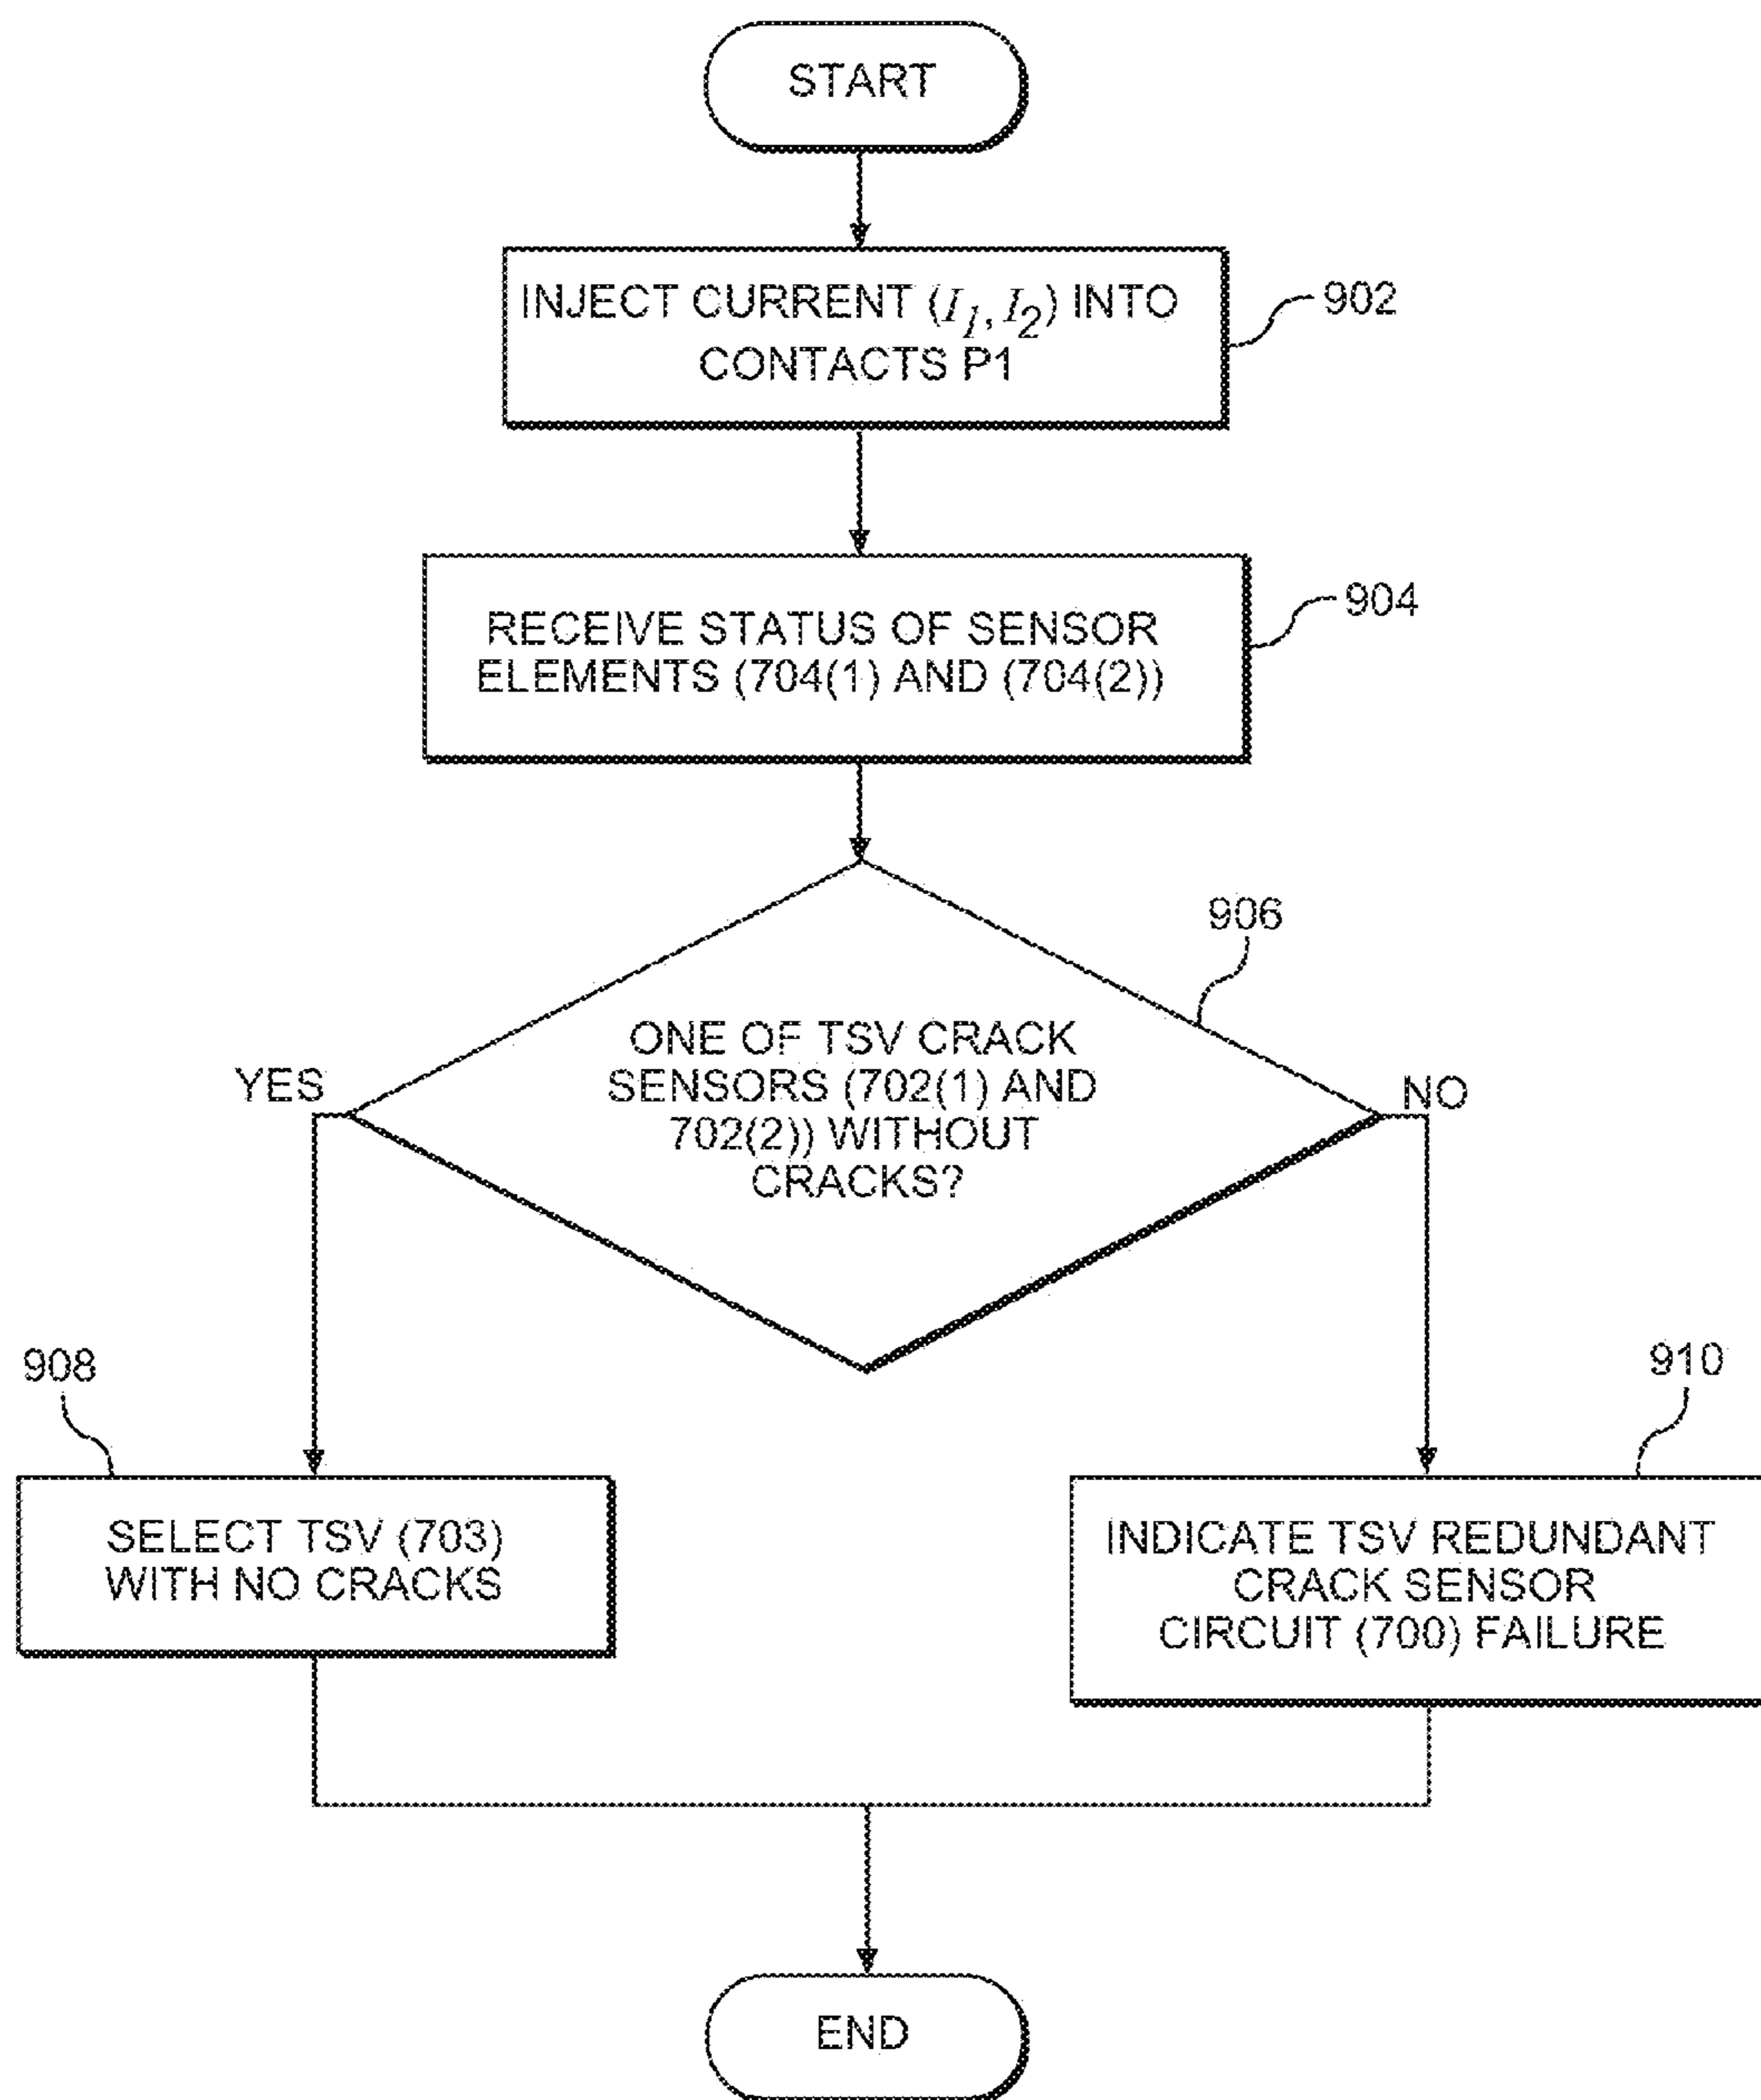 START
INJECT CURRENT (I1, I2) INTO
CONTACTS P1
902
RECEIVE STATUS OF SENSOR
ELEMENTS (704(1) AND (704(2))
904
906
ONE OF TSV CRACK
SENSORS (702(1) AND
702(2)) WITHOUT
CRACKS?
YES
NO
908
SELECT TSV (703)
WITH NO CRACKS
910
INDICATE TSV REDUNDANT
CRACK SENSOR
CIRCUIT (700) FAILURE
END